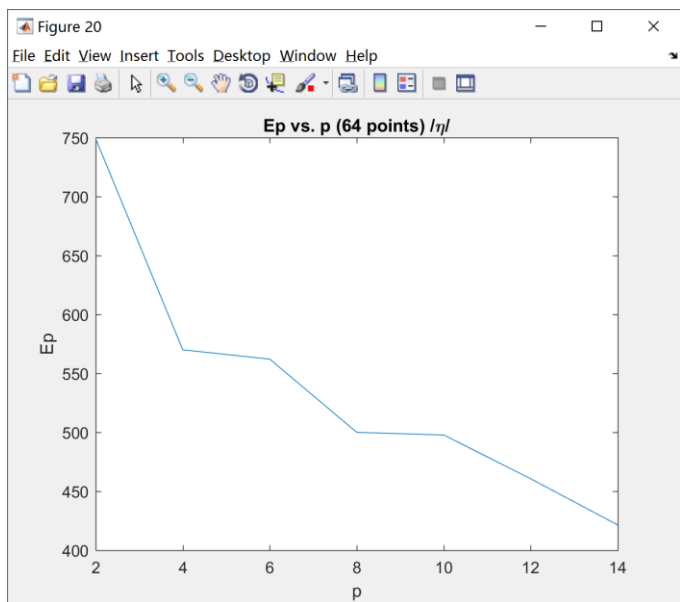 Figure 20
File Edit View Insert Tools Desktop Window Help
Ep vs. p (64 points) /η/
750
700
650
600
550
500
450
400
Ep
2 4 6 8 10 12 14
p